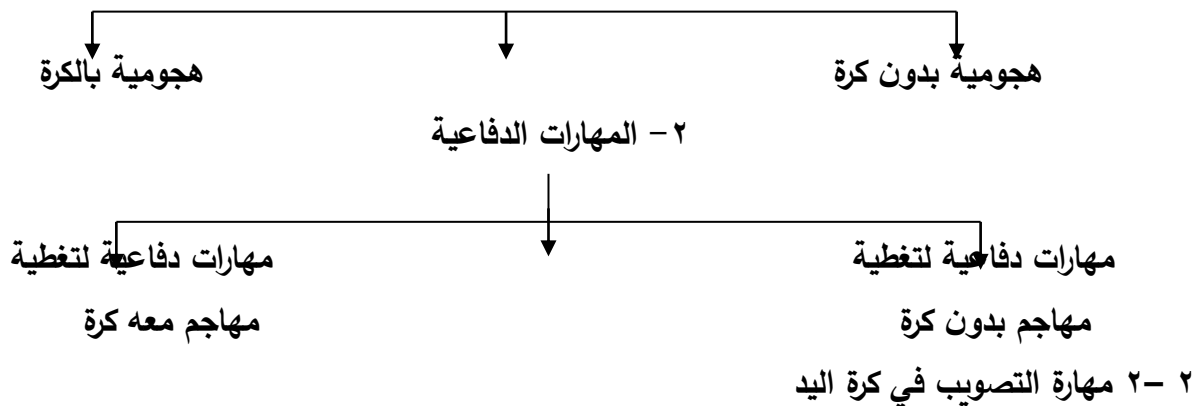 هجومية بدون كرة هجومية بالكرة
٢- المهارات الدفاعية
مهارات دفاعية لتغطية مهارات دفاعية لتغطية
مهاجم بدون كرة مهاجم معه كرة
٢ –٢ مهارة التصويب في كرة اليد